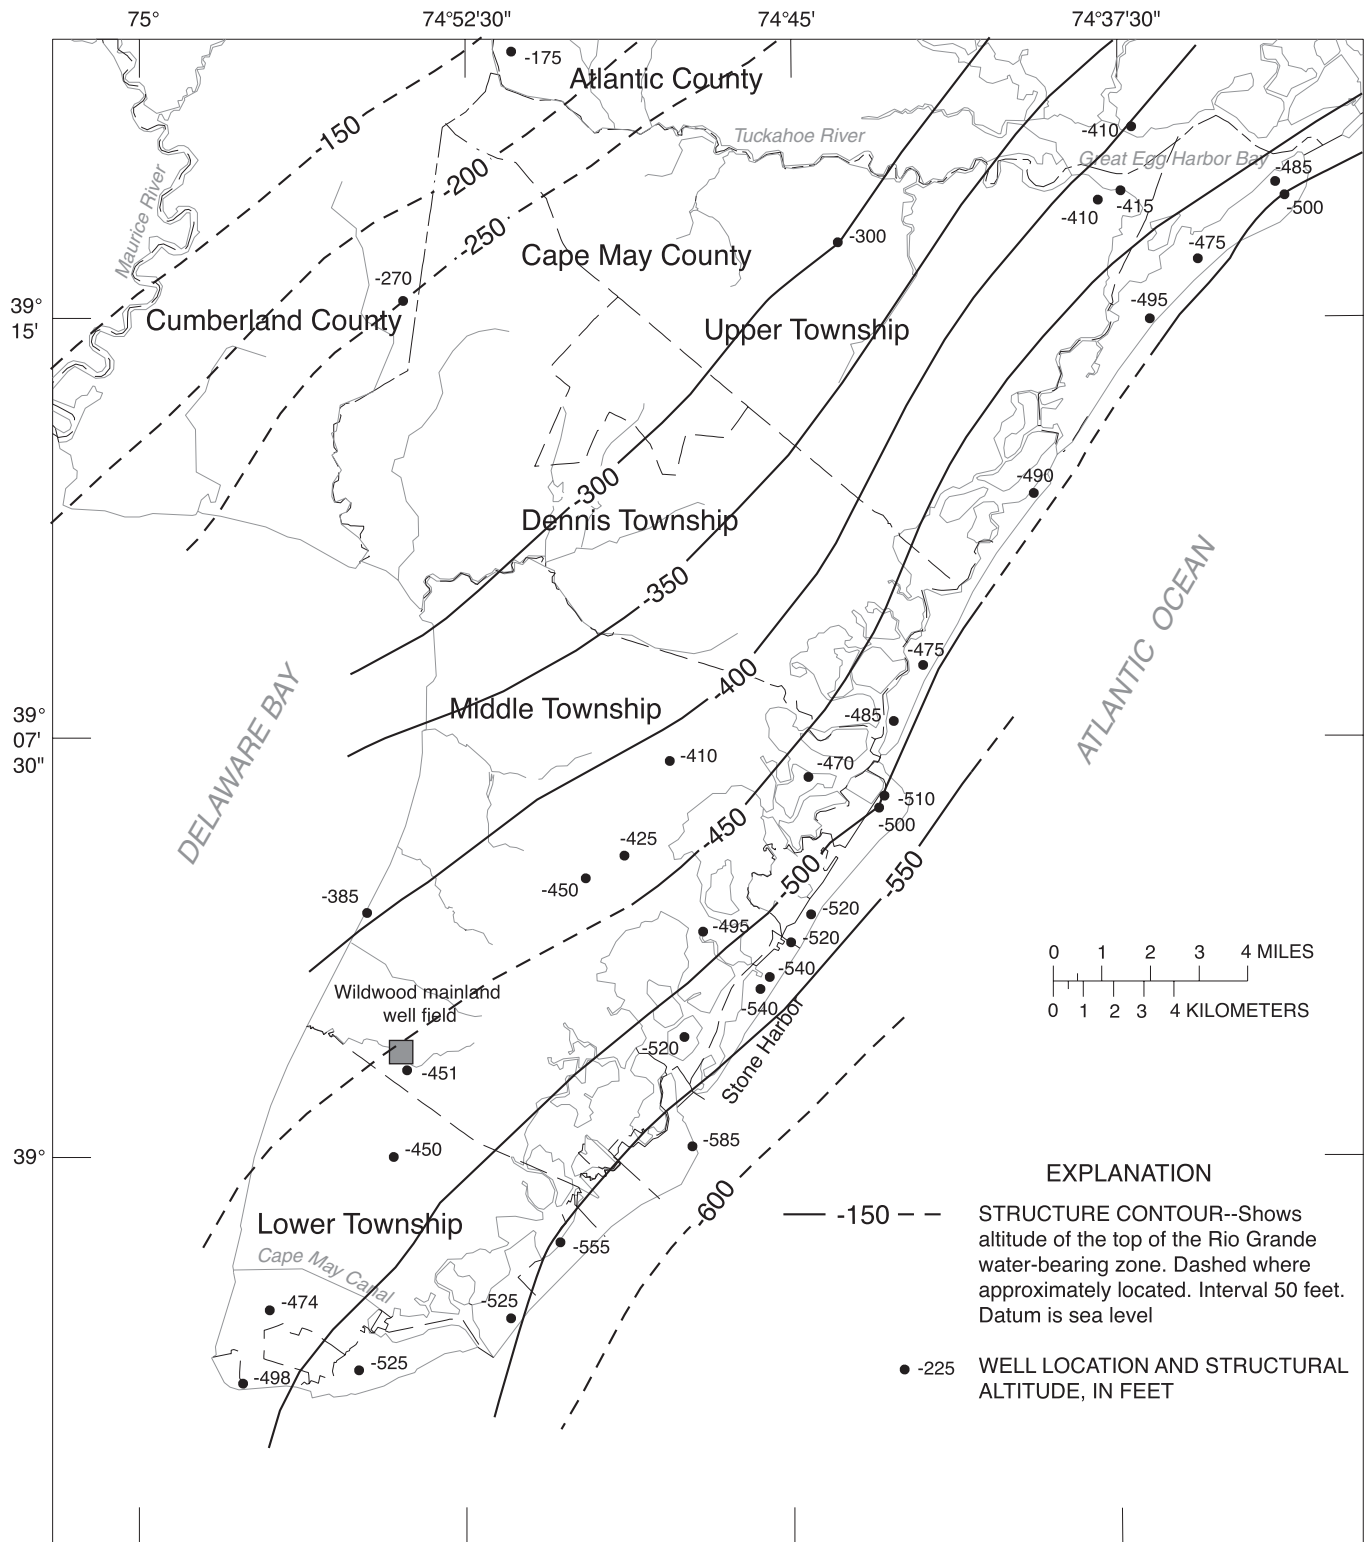 75°
74°52'30"
74°45'
74°37'30"
-175
Atlantic County
-150
Tuckahoe River
-410
Great Egg Harbor Bay
-485
Maurice River
-200
-415
-410
-500
-250
-300
-475
Cape May County
-270
39°
15'
-495
Cumberland County
Upper Township
-490
-300
Dennis Township
-350
ATLANTIC OCEAN
-475
-400
DELAWARE BAY
Middle Township
39°
07'
30"
-485
-410
-470
-510
-500
-450
-425
-450
-500
-550
-385
-520
-495
-520
0 1 2 3 4 MILES
-540
Wildwood mainland
well field
-540
0 1 2 3 4 KILOMETERS
-520
Stone Harbor
-451
-585
39°
-450
EXPLANATION
-600
-150
STRUCTURE CONTOUR--Shows
altitude of the top of the Rio Grande
water-bearing zone. Dashed where
approximately located. Interval 50 feet.
Datum is sea level
Lower Township
-555
Cape May Canal
-474
-525
-525
-498
-225
WELL LOCATION AND STRUCTURAL
ALTITUDE, IN FEET